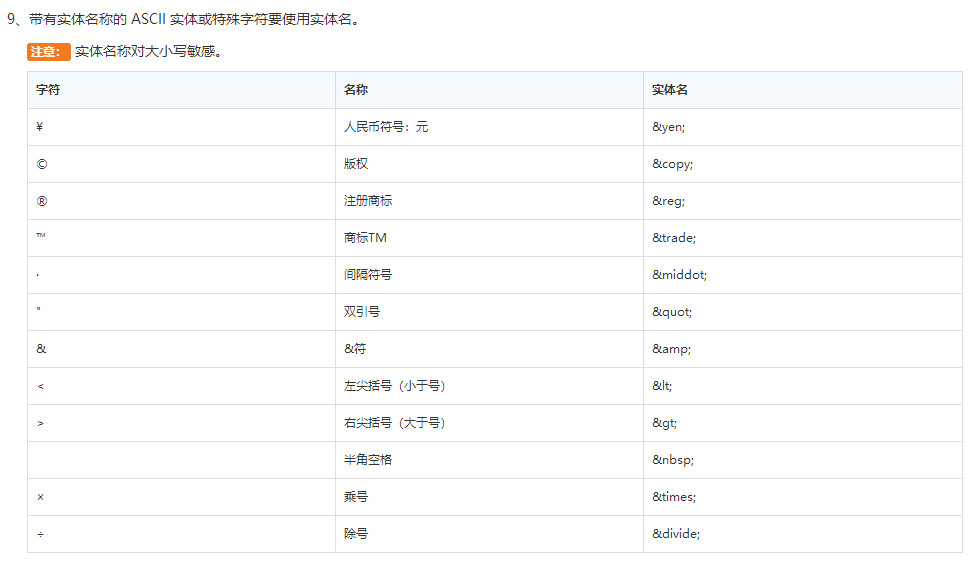 9、带有实体名称的 ASCII 实体或特殊字符要使用实体名。
注意： 实体名称对大小写敏感。
字符 名称 实体名
¥ 人民币符号：元 &yen;
© 版权 &copy;
® 注册商标 &reg;
™ 商标TM &trade;
· 间隔符号 &middot;
" 双引号 &quot;
& &符 &amp;
< 左尖括号（小于号） &lt;
> 右尖括号（大于号） &gt;
半角空格 &nbsp;
× 乘号 &times;
÷ 除号 &divide;